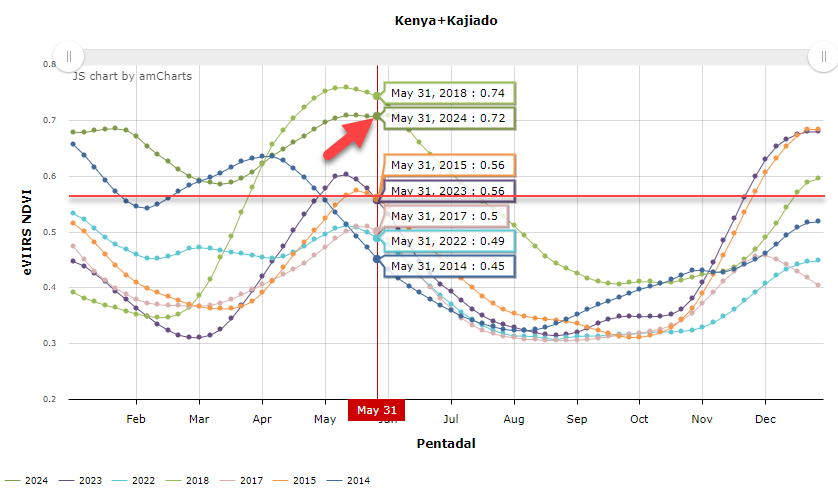 Kenya+Kajiado
0.8
JS chart by amCharts
May 31, 2018 : 0.74
0.7
May 31, 2024 : 0.72
May 31, 2015 : 0.56
0.6
May 31, 2023 : 0.56
May 31, 2017 : 0.5
0.5
May 31, 2022 : 0.49
May 31, 2014 : 0.45
0.4
0.3
0.2
eVIIRS NDVI
Feb Mar Apr May May 31 Jun Jul Aug Sep Oct Nov Dec
Pentadal
2024 2023 2022 2018 2017 2015 2014